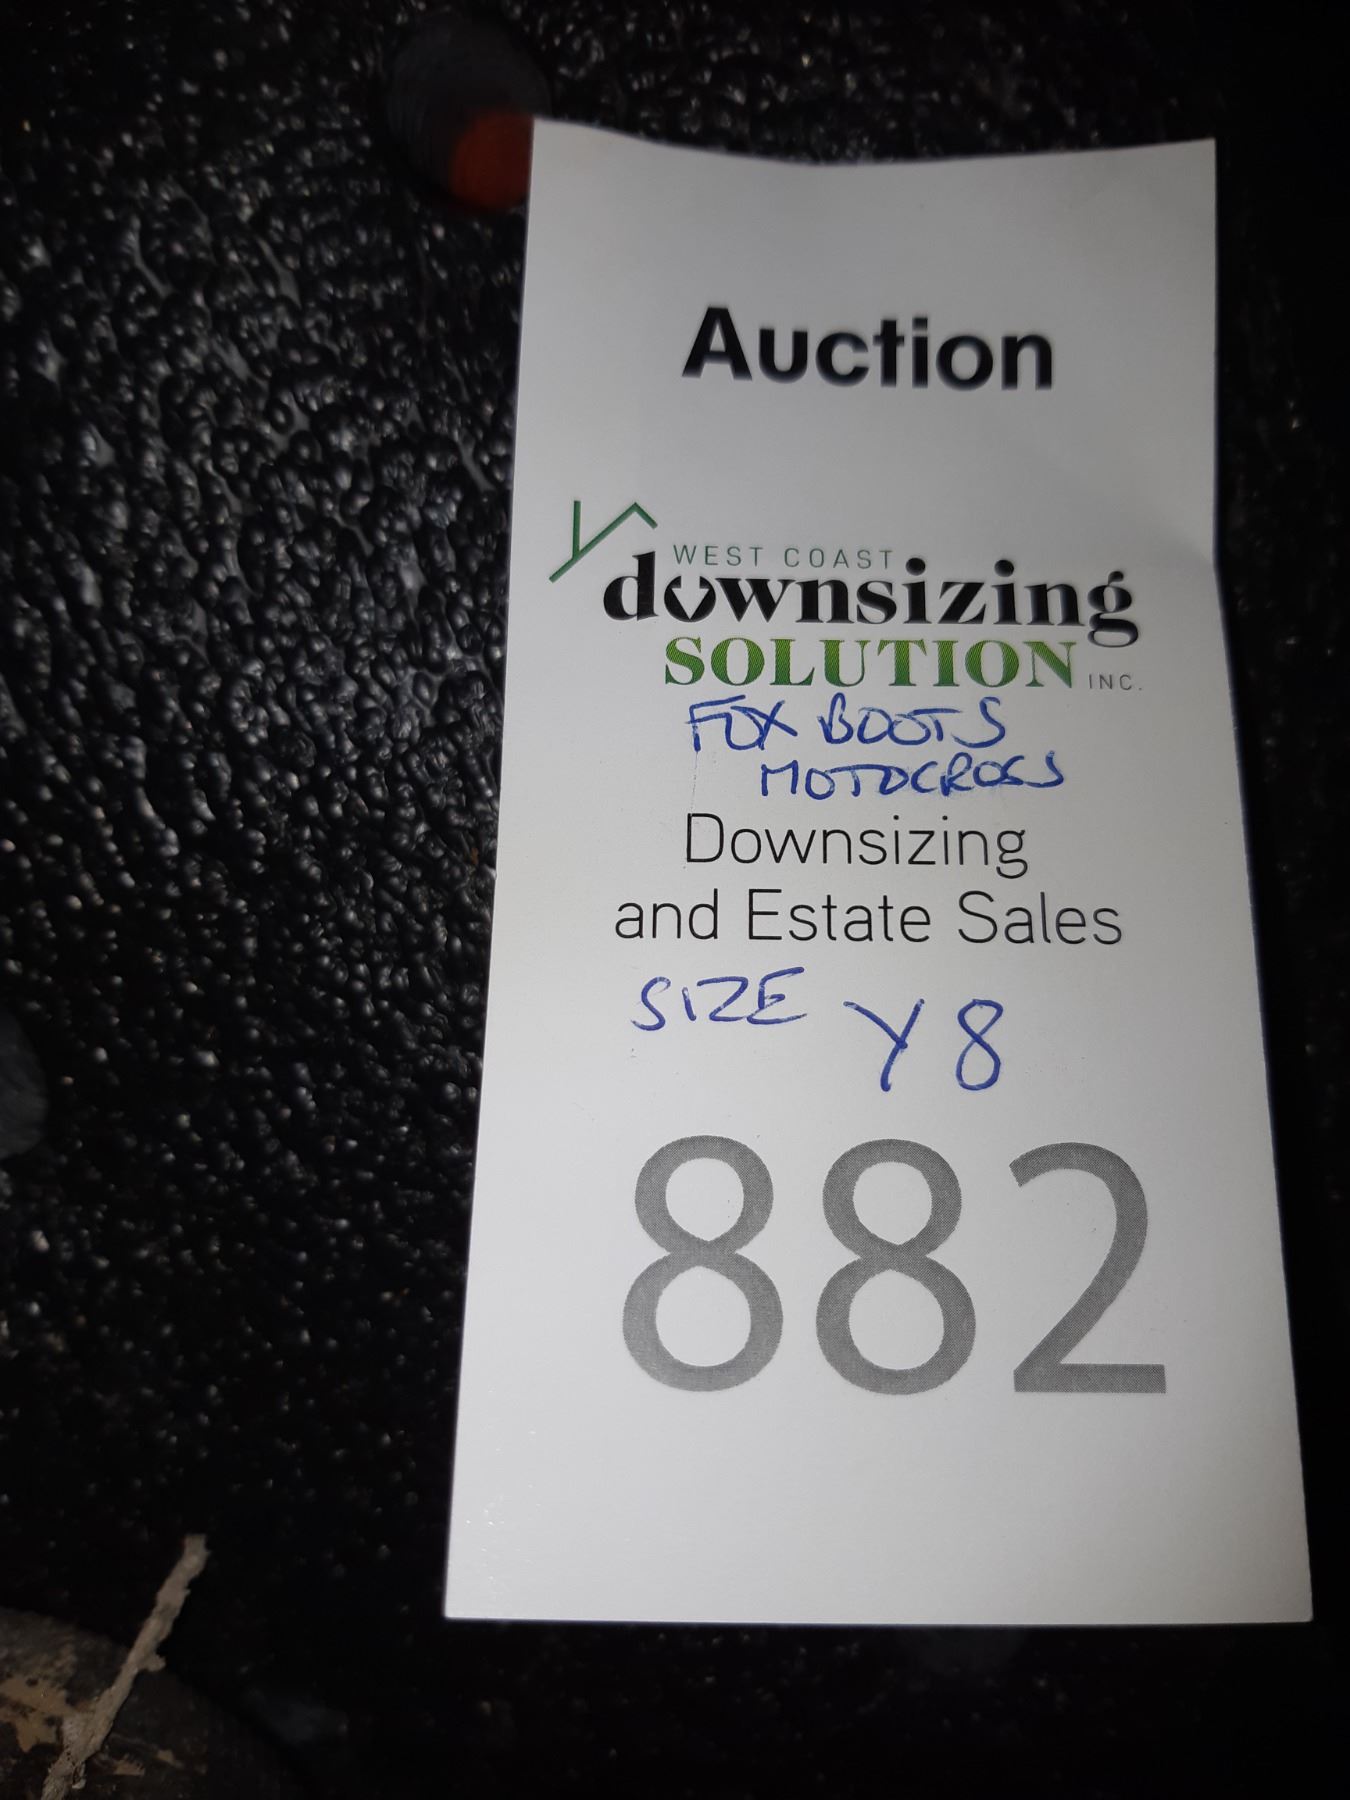 Auction
WEST COAST
downsizing
SOLUTION INC.
FOX BOOTS
MOTOCROSS
Downsizing
and Estate Sales
SIZE Y8
882